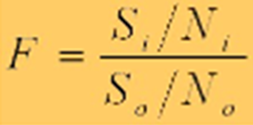 F = S_i/N_i / S_o/N_o